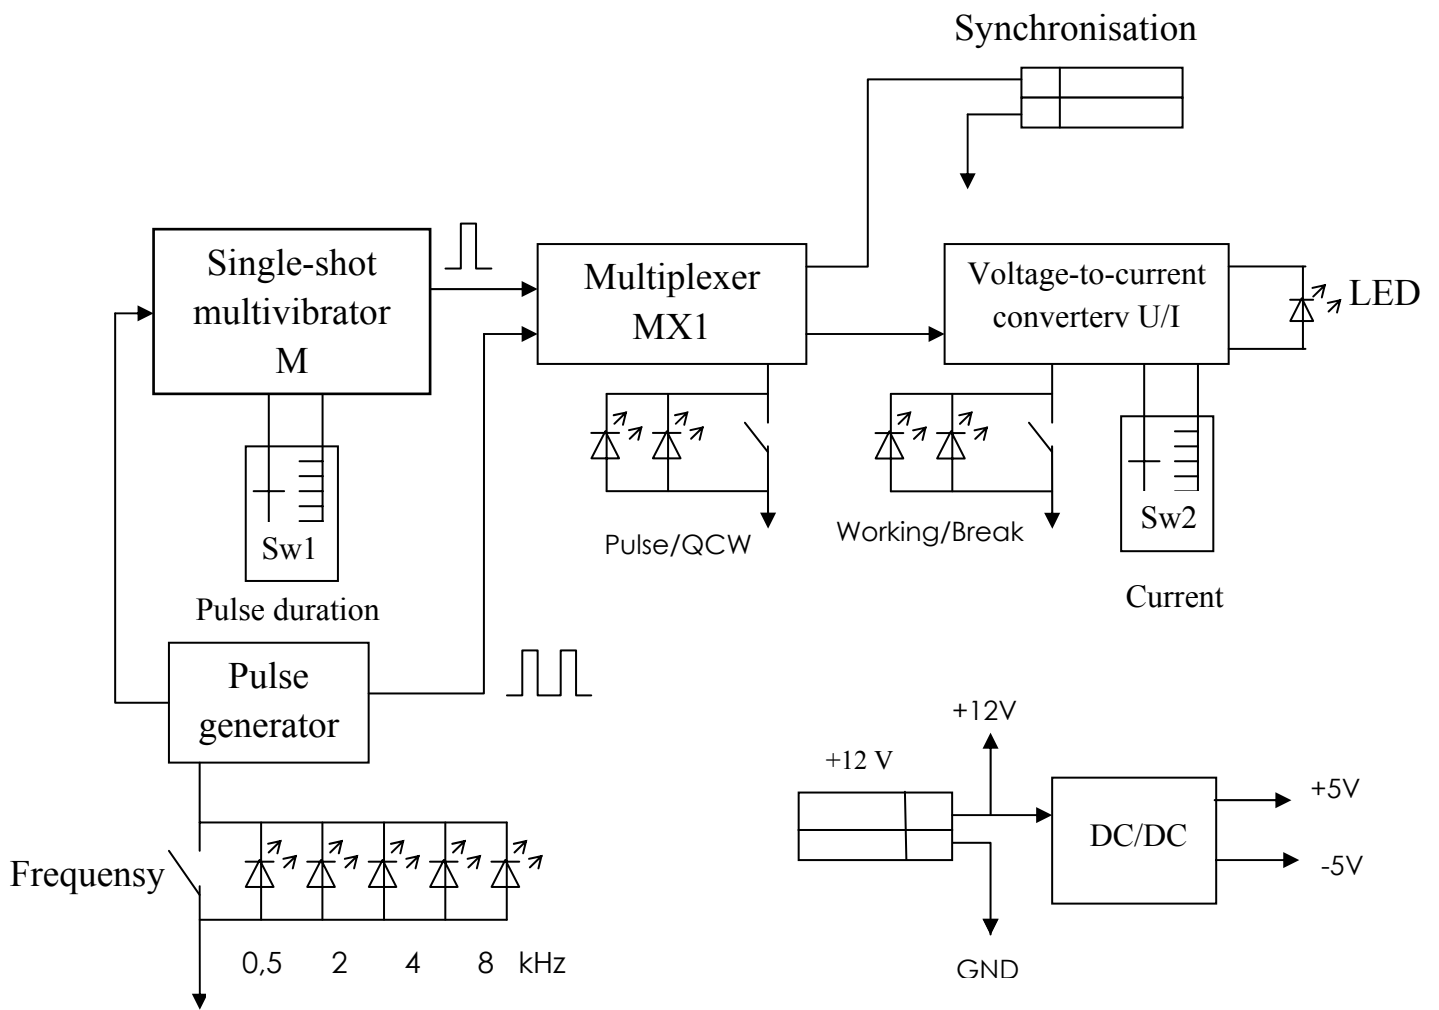 Synchronisation
Single-shot
multivibrator
M
Multiplexer
MX1
Voltage-to-current
converterv U/I
LED
Sw1
Pulse duration
Pulse/QCW
Working/Break
Sw2
Current
Pulse
generator
+12V
+12 V
DC/DC
+5V
-5V
GND
Frequensy
0,5 2 4 8 kHz